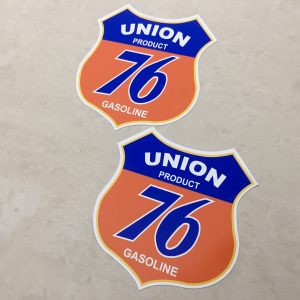 UNION
PRODUCT
76
GASOLINE
UNION
PRODUCT
76
GASOLINE